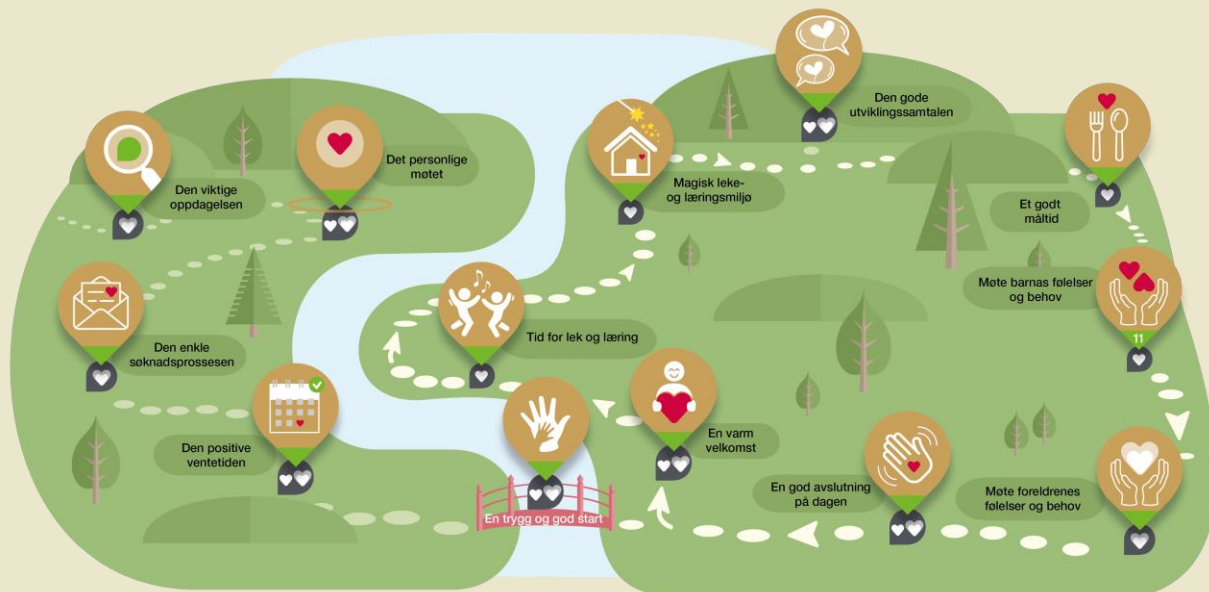 Den viktige
oppdagelsen
Det personlige
møtet
Den enkle
søknadsprossesen
Den positive
ventetiden
En trygg og god start
En varm
velkomst
Tid for lek og læring
Magisk leke-
og læringsmiljø
Den gode
utviklingssamtalen
Et godt
måltid
Møte barnas følelser
og behov
11
Møte foreldrenes
følelser og behov
En god avslutning
på dagen